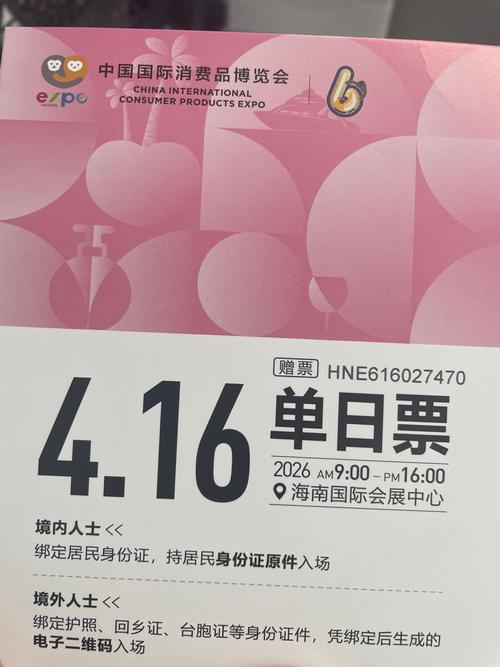 中国国际消费品博览会
CHINA INTERNATIONAL
CONSUMER PRODUCTS EXPO
expo
HAINAN
6
赠票 HNE616027470
4.16 单日票
2026 AM9:00－PM16:00
海南国际会展中心
境内人士 <<
绑定居民身份证，持居民身份证原件入场
境外人士 <<
绑定护照、回乡证、台胞证等身份证件，凭绑定后生成的
电子二维码入场